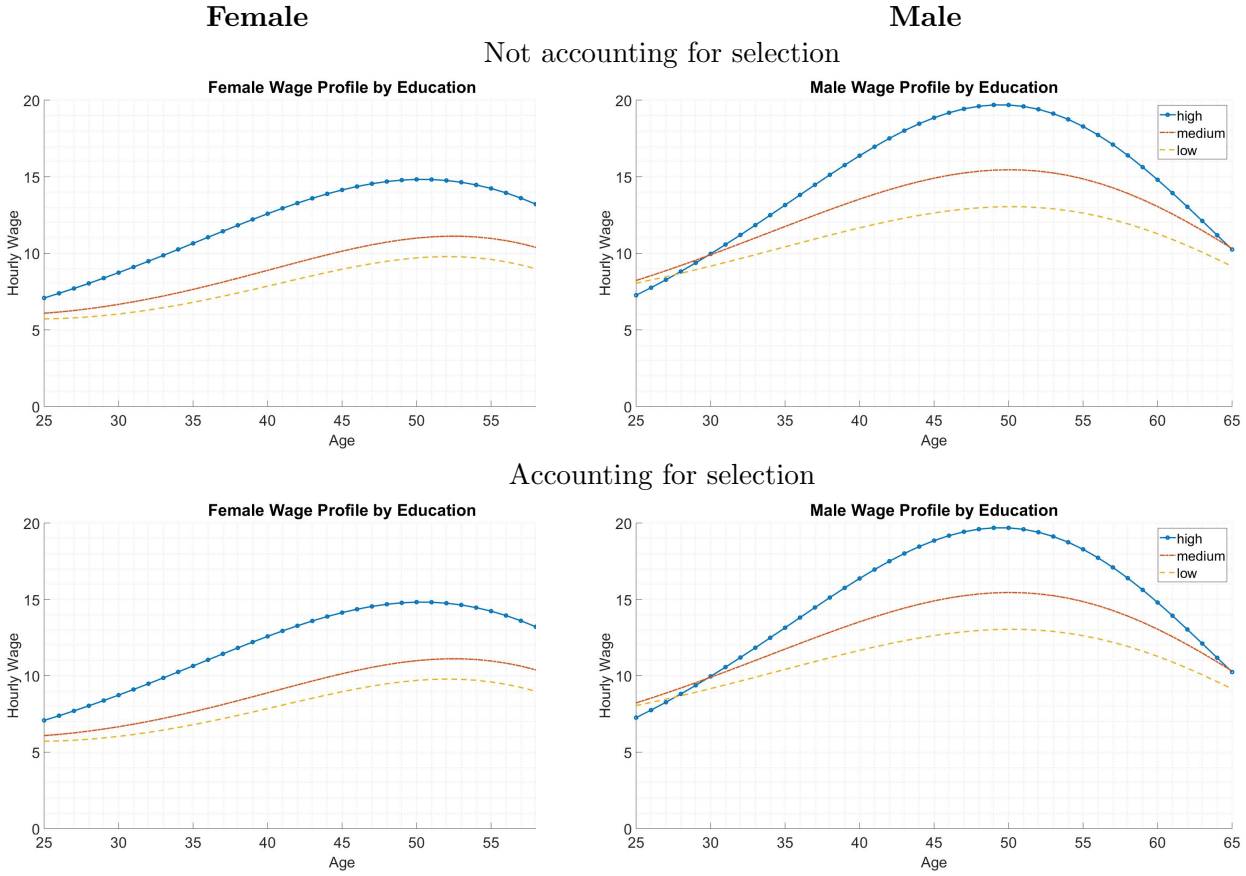 Female Male
Not accounting for selection
Female Wage Profile by Education
20
15
10
5
0
Hourly Wage
25 30 35 40 45 50 55
Age
Male Wage Profile by Education
high
medium
low
20
15
10
5
0
Hourly Wage
25 30 35 40 45 50 55 60 65
Age
Accounting for selection
Female Wage Profile by Education
20
15
10
5
0
Hourly Wage
25 30 35 40 45 50 55
Age
Male Wage Profile by Education
high
medium
low
20
15
10
5
0
Hourly Wage
25 30 35 40 45 50 55 60 65
Age